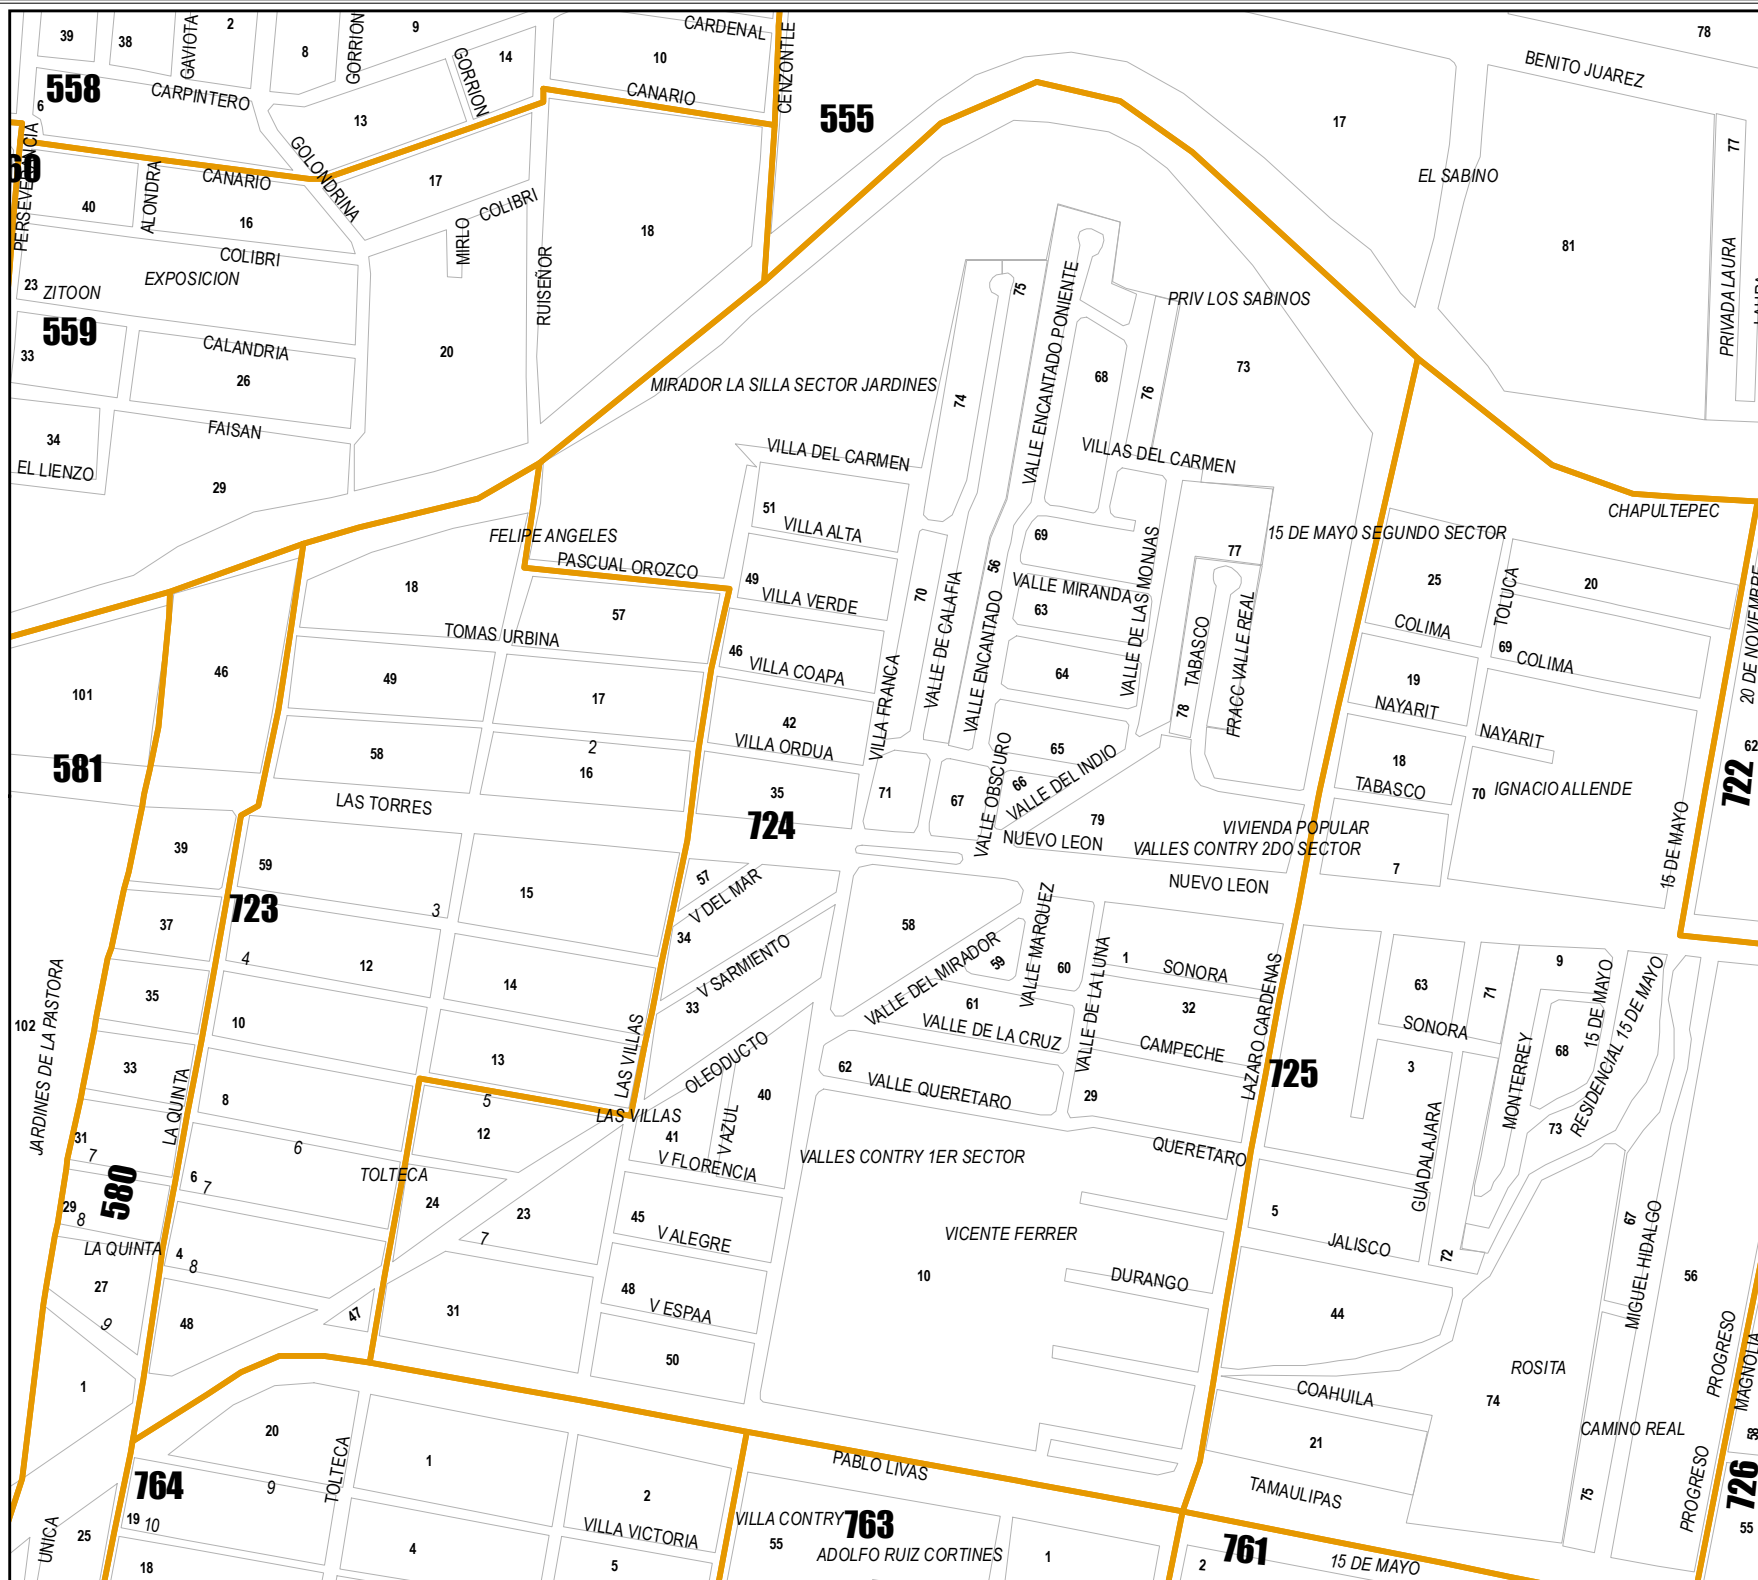 39
38
GAVIOTA
2
8
GORRION
9
GORRION
14
CARDENAL
10
CENZONTLE
78
BENITO JUAREZ
558
CARPINTERO
6
13
CANARIO
555
17
77
PERSEVERANCIA
GOLONDRINA
CANARIO
ALONDRA
17
40
16
COLIBRI
MIRLO
COLIBRI
18
EL SABINO
81
RUISEÑOR
EXPOSICION
23
ZITOON
559
33
CALANDRIA
26
20
75
VALLE ENCANTADO PONIENTE
PRIV LOS SABINOS
PRIVADA LAURA
MIRADOR LA SILLA SECTOR JARDINES
74
68
76
73
34
FAISAN
EL LIENZO
29
VILLA DEL CARMEN
VILLAS DEL CARMEN
51
VILLA ALTA
FELIPE ANGELES
PASCUAL OROZCO
69
77
15 DE MAYO SEGUNDO SECTOR
CHAPULTEPEC
18
57
49
VILLA VERDE
70
VALLE DE CALAFIA
56
VALLE ENCANTADO
VALLE MIRANDA
63
VALLE DE LAS MONJAS
FRACC VALLE REAL
25
TOLUCA
20
20 DE NOVIEMBRE
TOMAS URBINA
COLIMA
69
COLIMA
46
VILLA COAPA
VILLA FRANCA
64
TABASCO
78
101
46
49
17
19
NAYARIT
NAYARIT
42
VILLA ORDUA
65
VALLE OBSCURO
66
VALLE DEL INDIO
58
2
16
62
722
581
18
TABASCO
70
IGNACIO ALLENDE
LAS TORRES
35
724
71
67
79
NUEVO LEON
VIVIENDA POPULAR
VALLES CONTRY 2DO SECTOR
NUEVO LEON
7
15 DE MAYO
39
59
15
57
V DEL MAR
723
3
37
34
58
VALLE DEL MIRADOR
59
VALLE MARQUEZ
60
VALLE DE LA LUNA
1
SONORA
4
12
14
V SARMIENTO
33
61
VALLE DE LA CRUZ
32
CAMPECHE
LAZARO CARDENAS
63
SONORA
71
9
15 DE MAYO
68
RESIDENCIAL 15 DE MAYO
35
102
JARDINES DE LA PASTORA
10
13
LAS VILLAS
OLEODUCTO
62
VALLE QUERETARO
725
3
MONTERREY
33
8
5
LAS VILLAS
12
41
V AZUL
40
29
31
7
LA QUINTA
6
V FLORENCIA
VALLES CONTRY 1ER SECTOR
QUERETARO
GUADALAJARA
73
580
6
7
TOLTECA
24
23
7
45
V ALEGRE
VICENTE FERRER
5
JALISCO
72
67
MIGUEL HIDALGO
29
8
LA QUINTA
4
8
10
DURANGO
56
27
9
48
47
31
48
V ESPAA
44
50
1
ROSITA
COAHUILA
74
PROGRESO
MAGNOLIA
20
TOLTECA
1
21
CAMINO REAL
58
764
9
PABLO LIVAS
TAMAULIPAS
75
PROGRESO
726
2
VILLA VICTORIA
VILLA CONTRY
763
55
ADOLFO RUIZ CORTINES
UNICA
25
19
10
18
4
5
1
2
761
15 DE MAYO
55